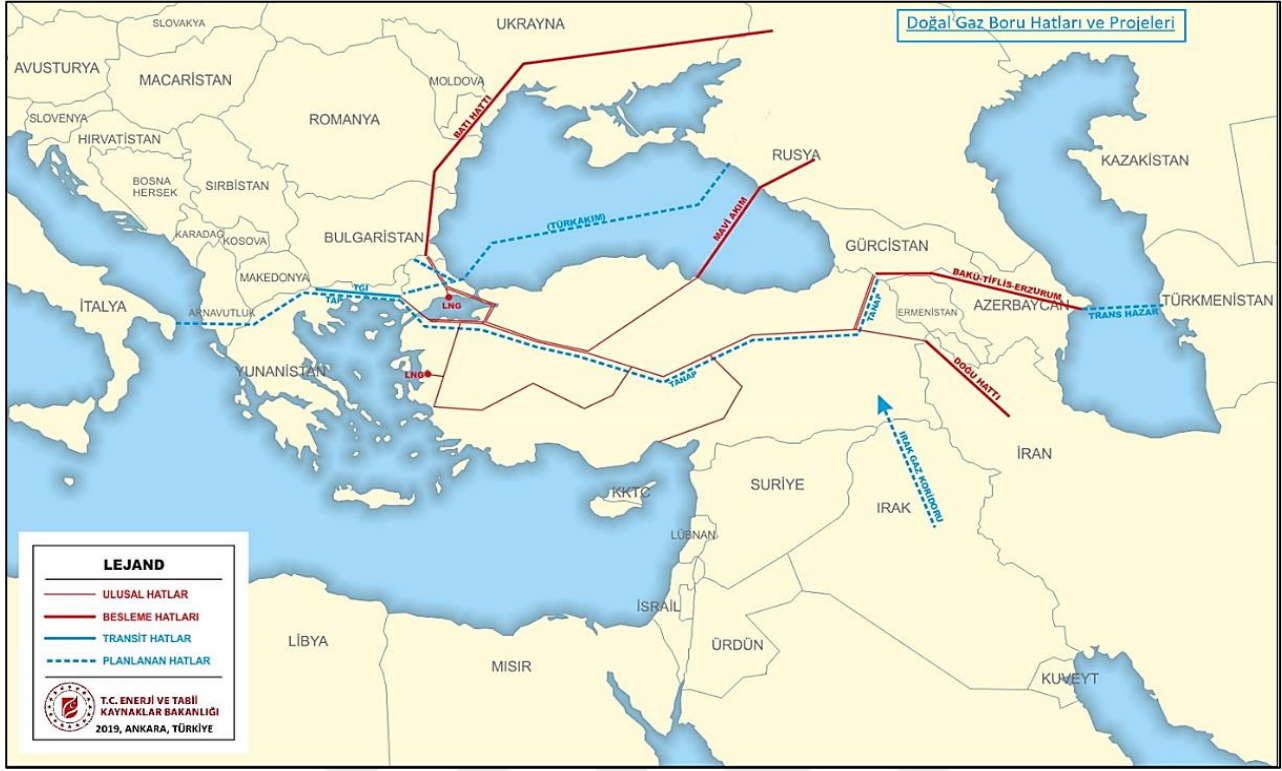 Doğal Gaz Boru Hatları ve Projeleri
SLOVAKYA
UKRAYNA
AVUSTURYA
MACARİSTAN
MOLDOVA
SLOVENYA
HIRVATİSTAN
ROMANYA
BATI HATTI
RUSYA
KAZAKİSTAN
BOSNA
HERSEK
SIRBİSTAN
(TÜRKAKIM)
MAVİ AKIM
KARADAĞ
KOSOVA
BULGARİSTAN
GÜRCİSTAN
MAKEDONYA
BAKÜ-TİFLİS-ERZURUM
İTALYA
ARNAVUTLUK
TGI
TAP
LNG
TANAP
ERMENİSTAN
AZERBAYCAN
TRANS HAZAR
TÜRKMENİSTAN
YUNANİSTAN
LNG
TANAP
DOĞU HATTI
IRAK GAZ KORİDORU
İRAN
KKTC
SURİYE
IRAK
LÜBNAN
İSRAİL
ÜRDÜN
LİBYA
MISIR
KUVEYT
LEJAND
ULUSAL HATLAR
BESLEME HATLARI
TRANSİT HATLAR
PLANLANAN HATLAR
T.C. ENERJİ VE TABİİ
KAYNAKLAR BAKANLIĞI
2019, ANKARA, TÜRKİYE